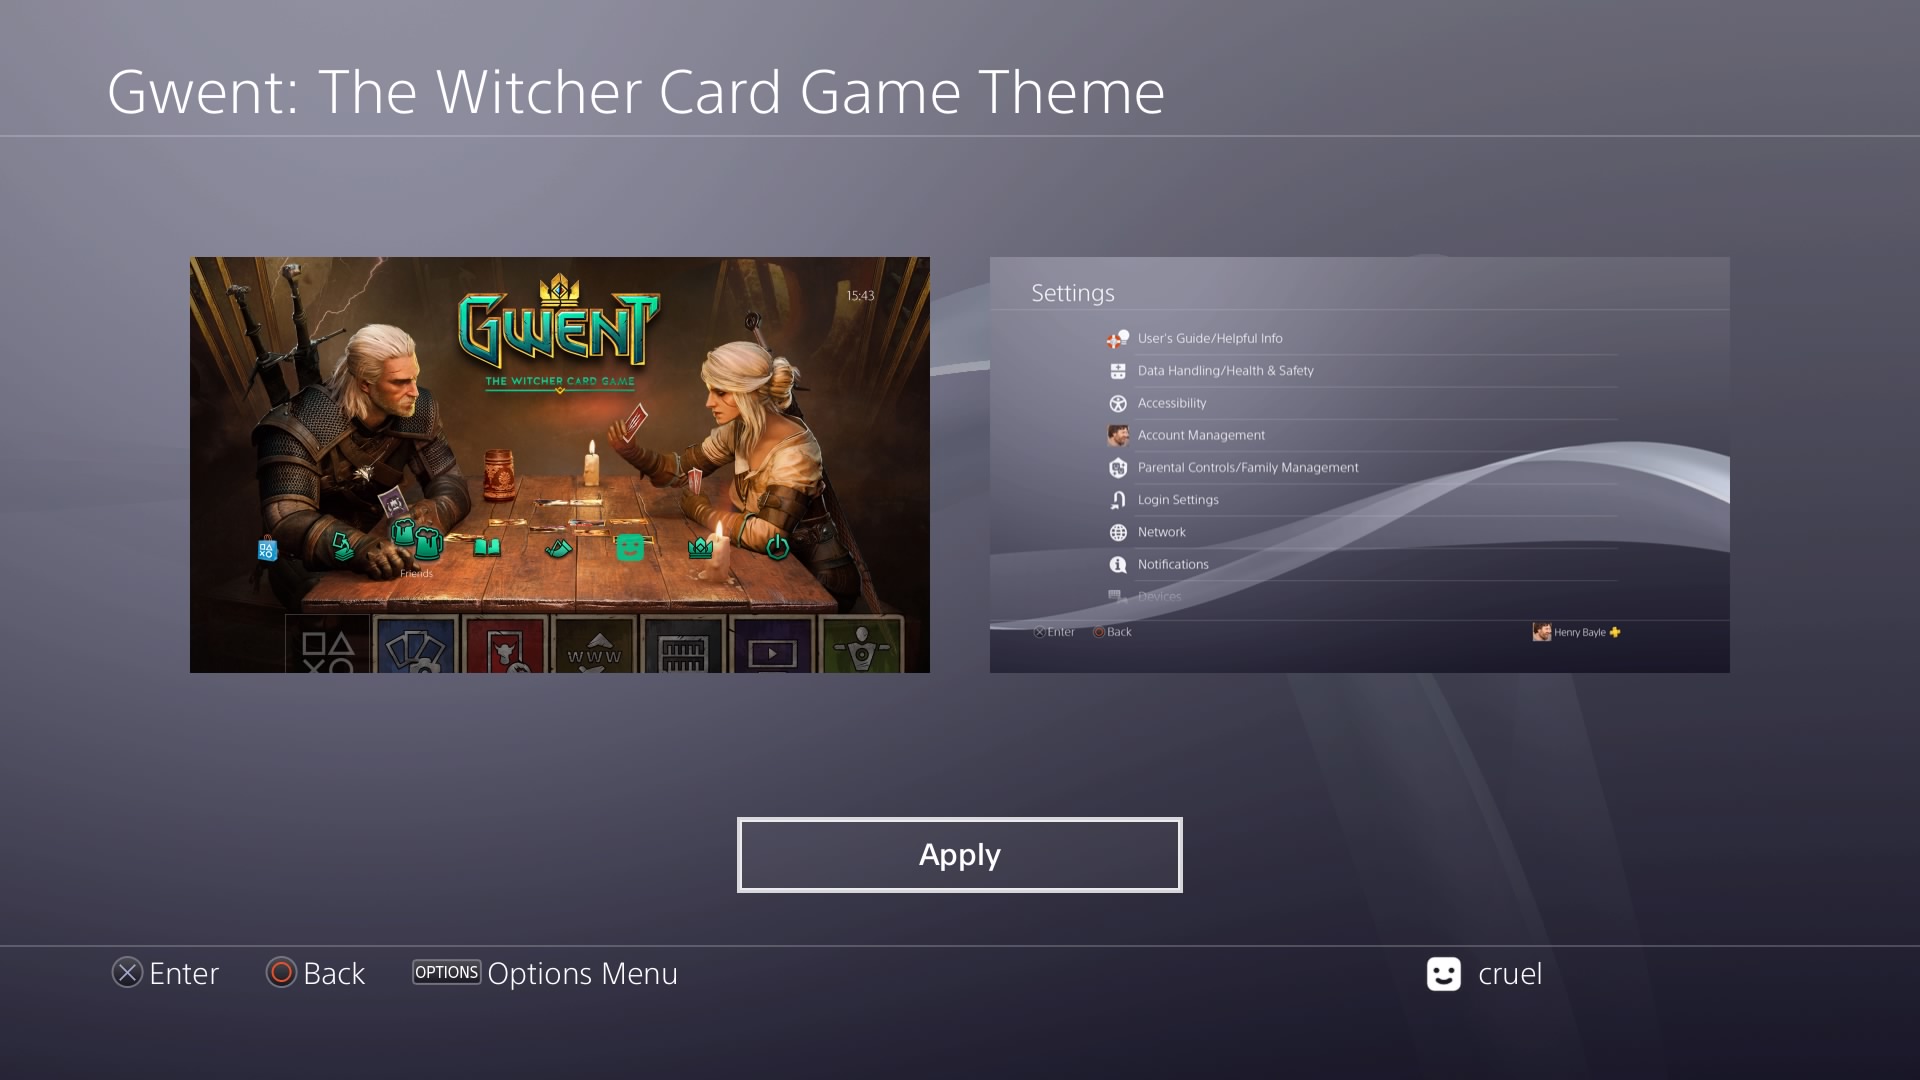 Gwent: The Witcher Card Game Theme
GWENT
THE WITCHER CARD GAME
15:43
Friends
WWW
Settings
User's Guide/Helpful Info
Data Handling/Health & Safety
Accessibility
Account Management
Parental Controls/Family Management
Login Settings
Network
Notifications
Devices
Enter Back
Henry Bayle
Apply
Enter Back OPTIONS Options Menu
cruel